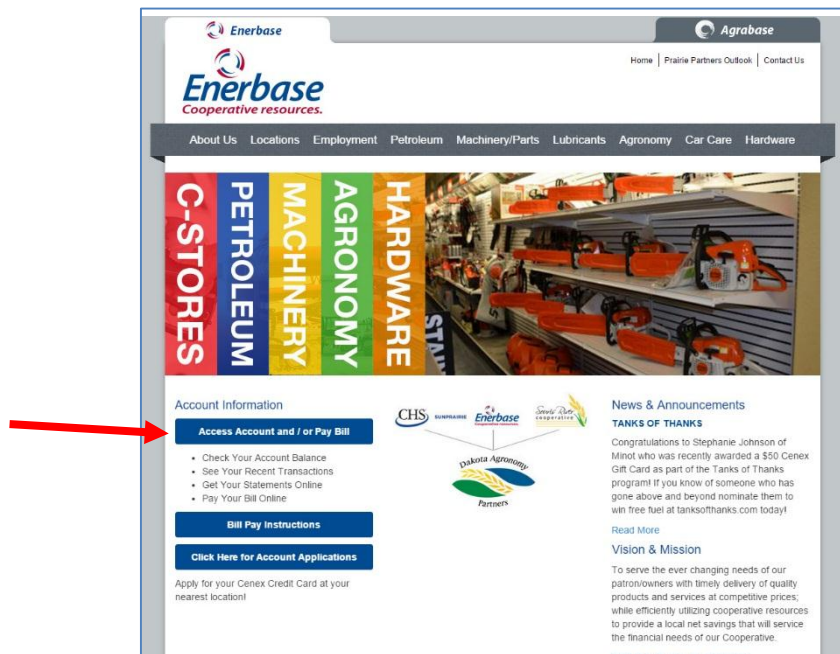 Enerbase
Agrabase
Enerbase
Cooperative resources.
Home | Prairie Partners Outlook | Contact Us
About Us Locations Employment Petroleum Machinery/Parts Lubricants Agronomy Car Care Hardware
C-STORES
PETROLEUM
MACHINERY
AGRONOMY
HARDWARE
Account Information
Access Account and / or Pay Bill
• Check Your Account Balance
• See Your Recent Transactions
• Get Your Statements Online
• Pay Your Bill Online
Bill Pay Instructions
Click Here for Account Applications
Apply for your Cenex Credit Card at your
nearest location!
CHS SUNPRAIRIE Enerbase Cooperative resources. Souris River cooperative
Dakota Agronomy
Partners
News & Announcements
TANKS OF THANKS
Congratulations to Stephanie Johnson of
Minot who was recently awarded a $50 Cenex
Gift Card as part of the Tanks of Thanks
program! If you know of someone who has
gone above and beyond nominate them to
win free fuel at tanksofthanks.com today!
Read More
Vision & Mission
To serve the ever changing needs of our
patron/owners with timely delivery of quality
products and services at competitive prices;
while efficiently utilizing cooperative resources
to provide a local net savings that will service
the financial needs of our Cooperative.